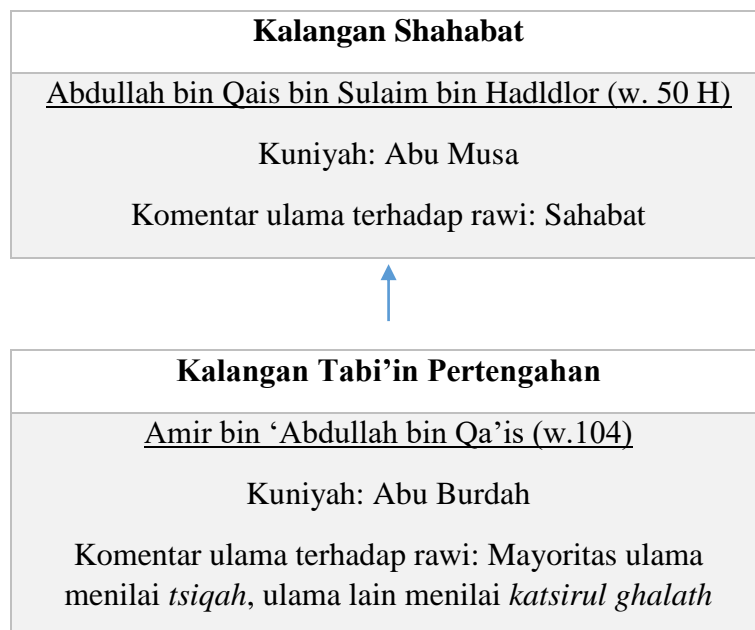 Kalangan Shahabat
Abdullah bin Qais bin Sulaim bin Hadldlor (w. 50 H)
Kuniyah: Abu Musa
Komentar ulama terhadap rawi: Sahabat
Kalangan Tabi’in Pertengahan
Amir bin ‘Abdullah bin Qa’is (w.104)
Kuniyah: Abu Burdah
Komentar ulama terhadap rawi: Mayoritas ulama
menilai tsiqah, ulama lain menilai katsirul ghalath